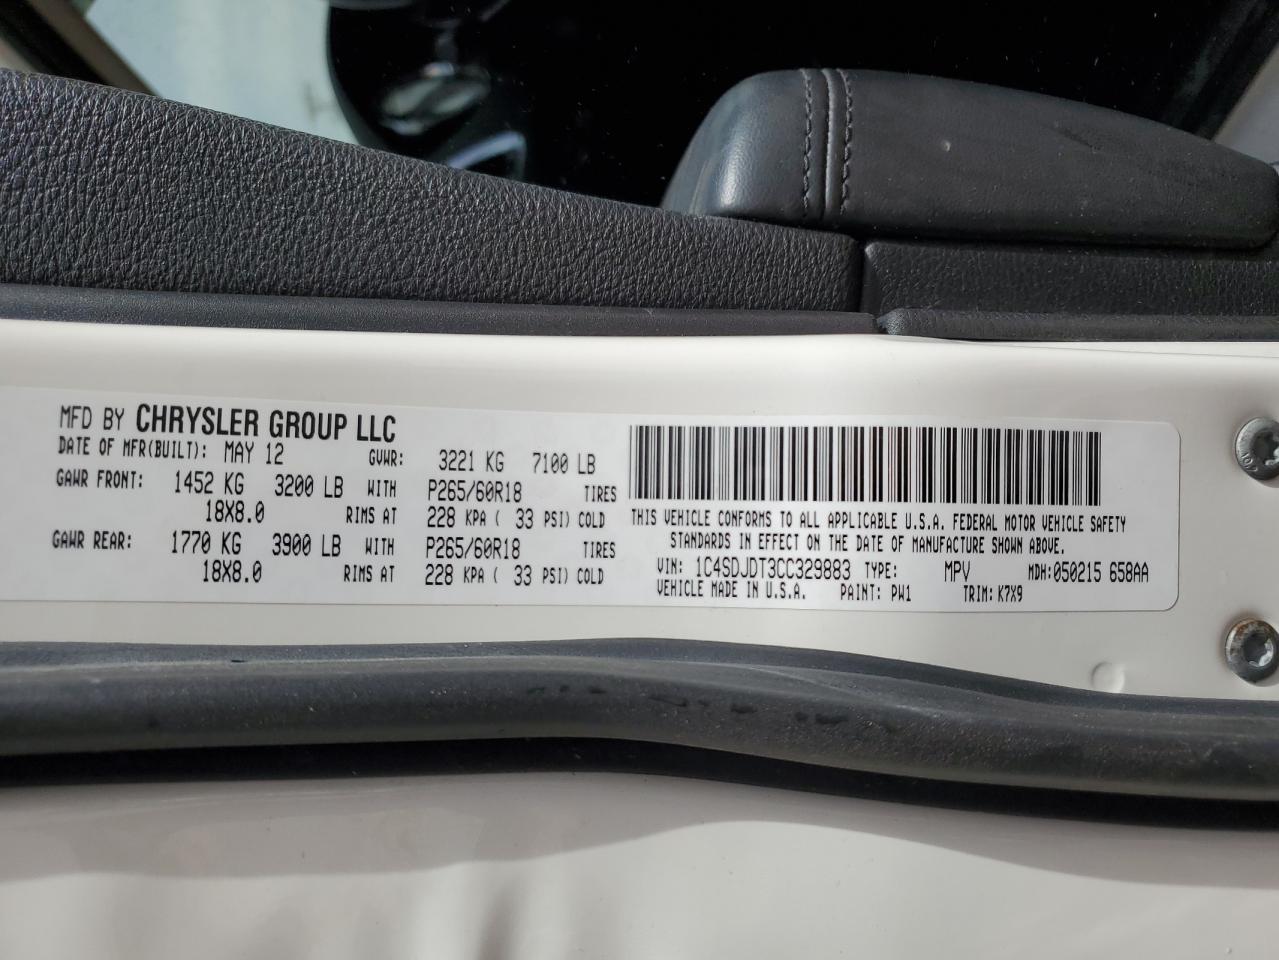 MFD BY CHRYSLER GROUP LLC
DATE OF MFR(BUILT): MAY 12 GVWR: 3221 KG 7100 LB
GAWR FRONT: 1452 KG 3200 LB WITH P265/60R18 TIRES
18X8.0 RIMS AT 228 KPA ( 33 PSI) COLD
GAWR REAR: 1770 KG 3900 LB WITH P265/60R18 TIRES
18X8.0 RIMS AT 228 KPA ( 33 PSI) COLD
THIS VEHICLE CONFORMS TO ALL APPLICABLE U.S.A. FEDERAL MOTOR VEHICLE SAFETY
STANDARDS IN EFFECT ON THE DATE OF MANUFACTURE SHOWN ABOVE.
VIN: 1C4SDJDT3CC329883 TYPE: MPV MDH:050215 658AA
VEHICLE MADE IN U.S.A. PAINT: PW1 TRIM: K7X9